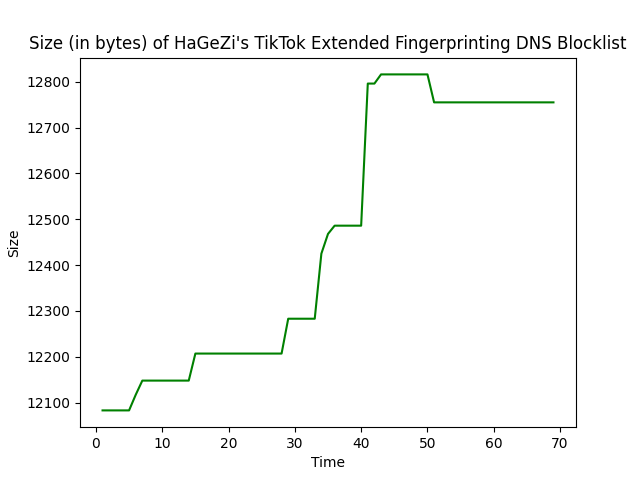 Size (in bytes) of HaGeZi's TikTok Extended Fingerprinting DNS Blocklist
12800
12700
12600
12500
12400
12300
12200
12100
Size
0 10 20 30 40 50 60 70
Time